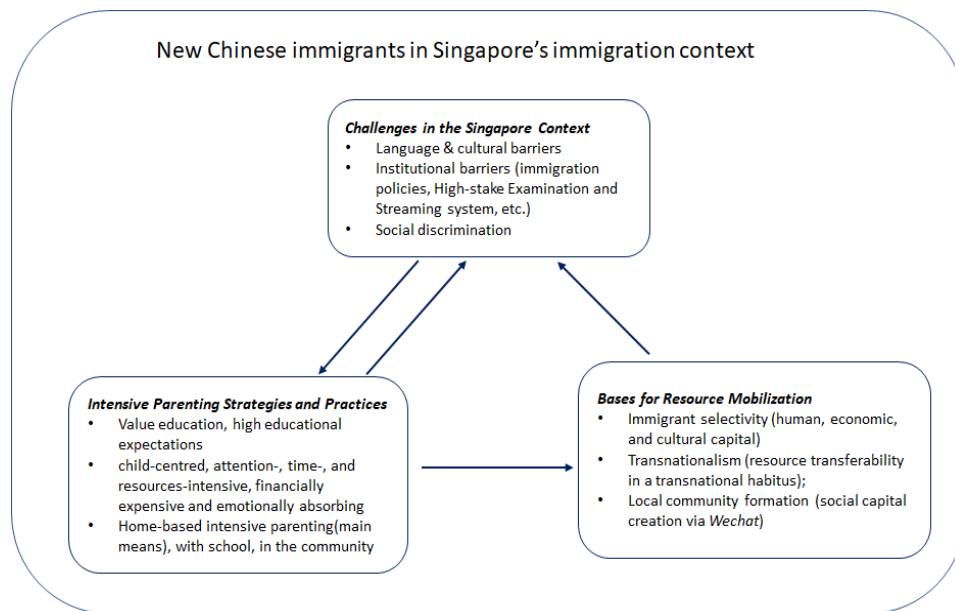 New Chinese immigrants in Singapore's immigration context
Challenges in the Singapore Context
• Language & cultural barriers
• Institutional barriers (immigration
policies, High-stake Examination and
Streaming system, etc.)
• Social discrimination
Intensive Parenting Strategies and Practices
• Value education, high educational
expectations
• child-centred, attention-, time-, and
resources-intensive, financially
expensive and emotionally absorbing
• Home-based intensive parenting(main
means), with school, in the community
Bases for Resource Mobilization
• Immigrant selectivity (human, economic,
and cultural capital)
• Transnationalism (resource transferability
in a transnational habitus);
• Local community formation (social capital
creation via Wechat)